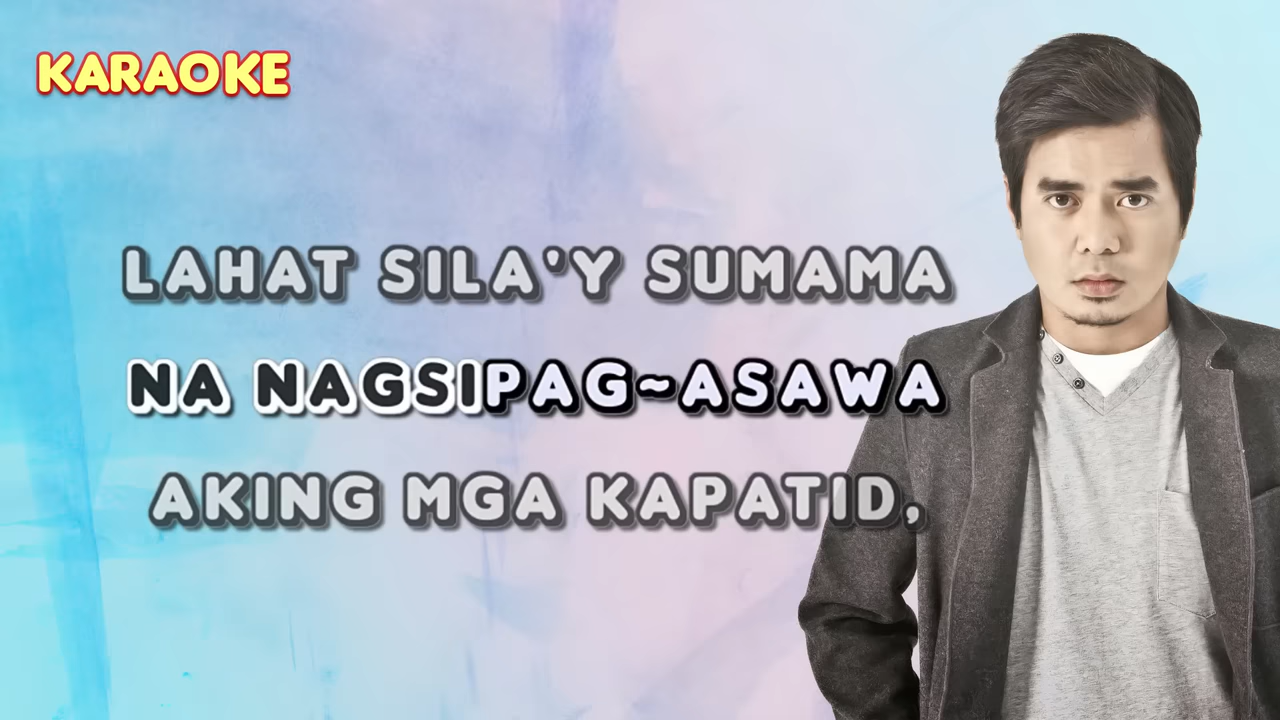 KARAOKE
LAHAT SILA'Y SUMAMA
NA NAGSIPAG~ASAWA
AKING MGA KAPATID,